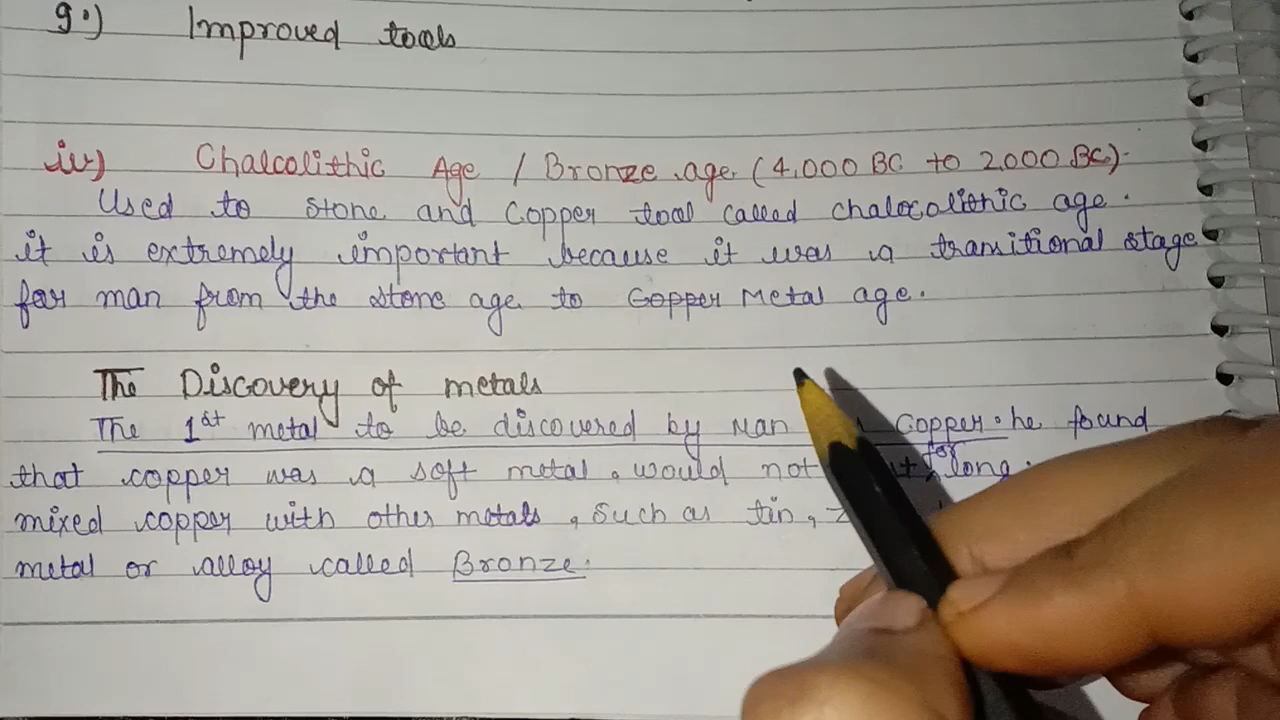 9.) Improved tools
iv) Chalcolithic Age / Bronze age (4,000 BC to 2,000 BC).
Used to stone and Copper tool called chalocolithic age.
it is extremely important because it was a transitional stage
for man from the stone age to Copper Metal age.
The Discovery of metals
The 1st metal to be discovered by Man Copper. he found
that copper was a soft metal, would not for long.
mixed copper with other metals, such as tin,
metal or alloy called Bronze.